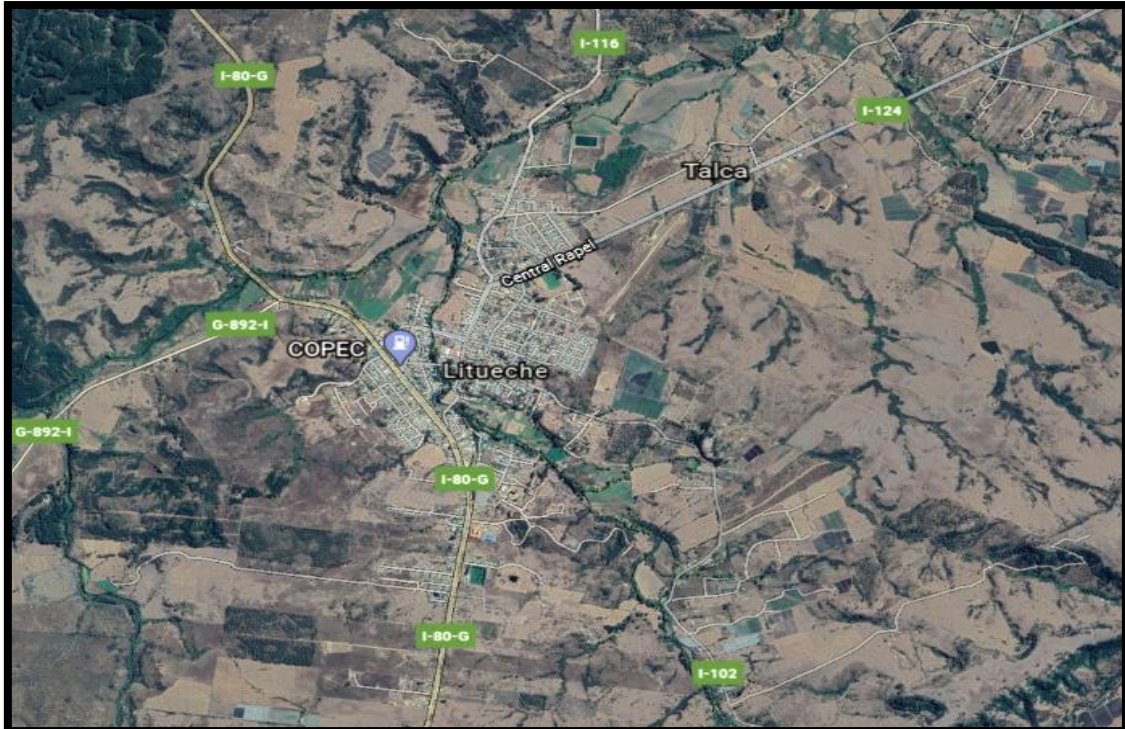 I-116
I-80-G
I-124
Talca
Central Rapel
G-892-I
COPEC
Litueche
G-892-I
I-80-G
I-80-G
I-102